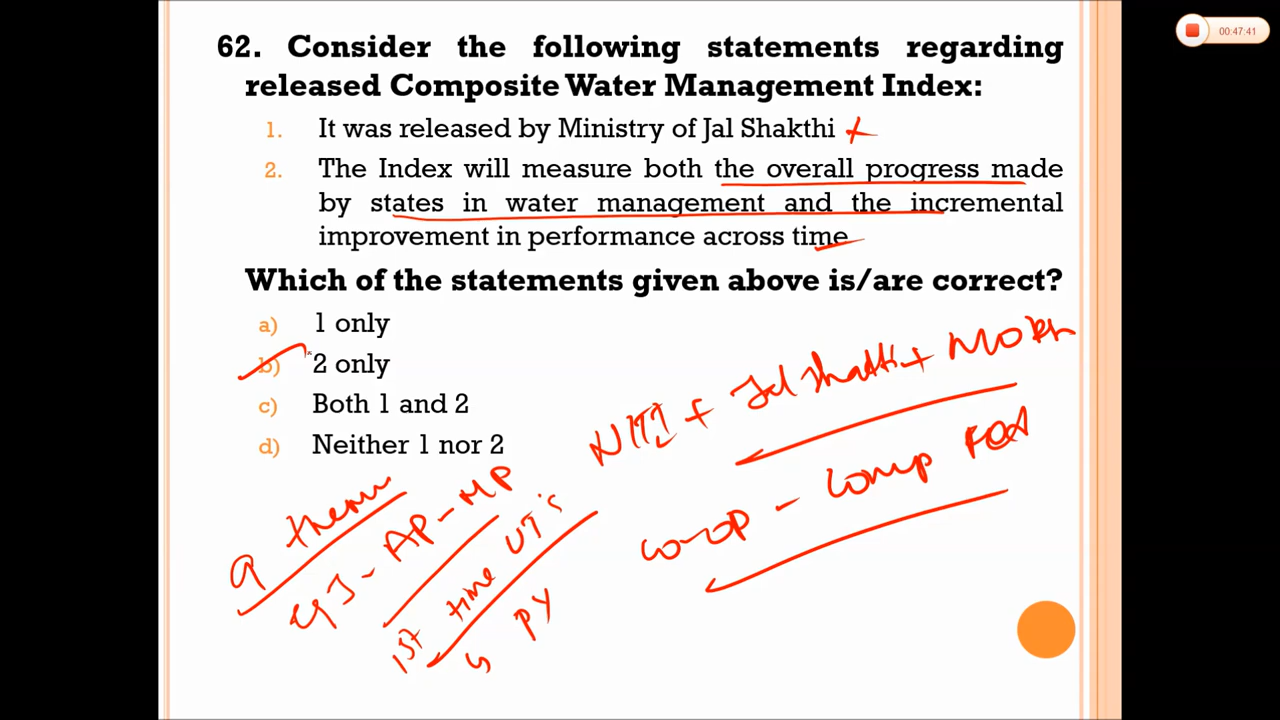 00:47:41
62. Consider the following statements regarding
released Composite Water Management Index:
1. It was released by Ministry of Jal Shakthi
2. The Index will measure both the overall progress made
by states in water management and the incremental
improvement in performance across time
Which of the statements given above is/are correct?
a) 1 only
b) 2 only
c) Both 1 and 2
d) Neither 1 nor 2
NITI + Jal Shakti +
Co-op - Comp Fed
9 theme
GJ - AP - MP
1st time UT's
PY